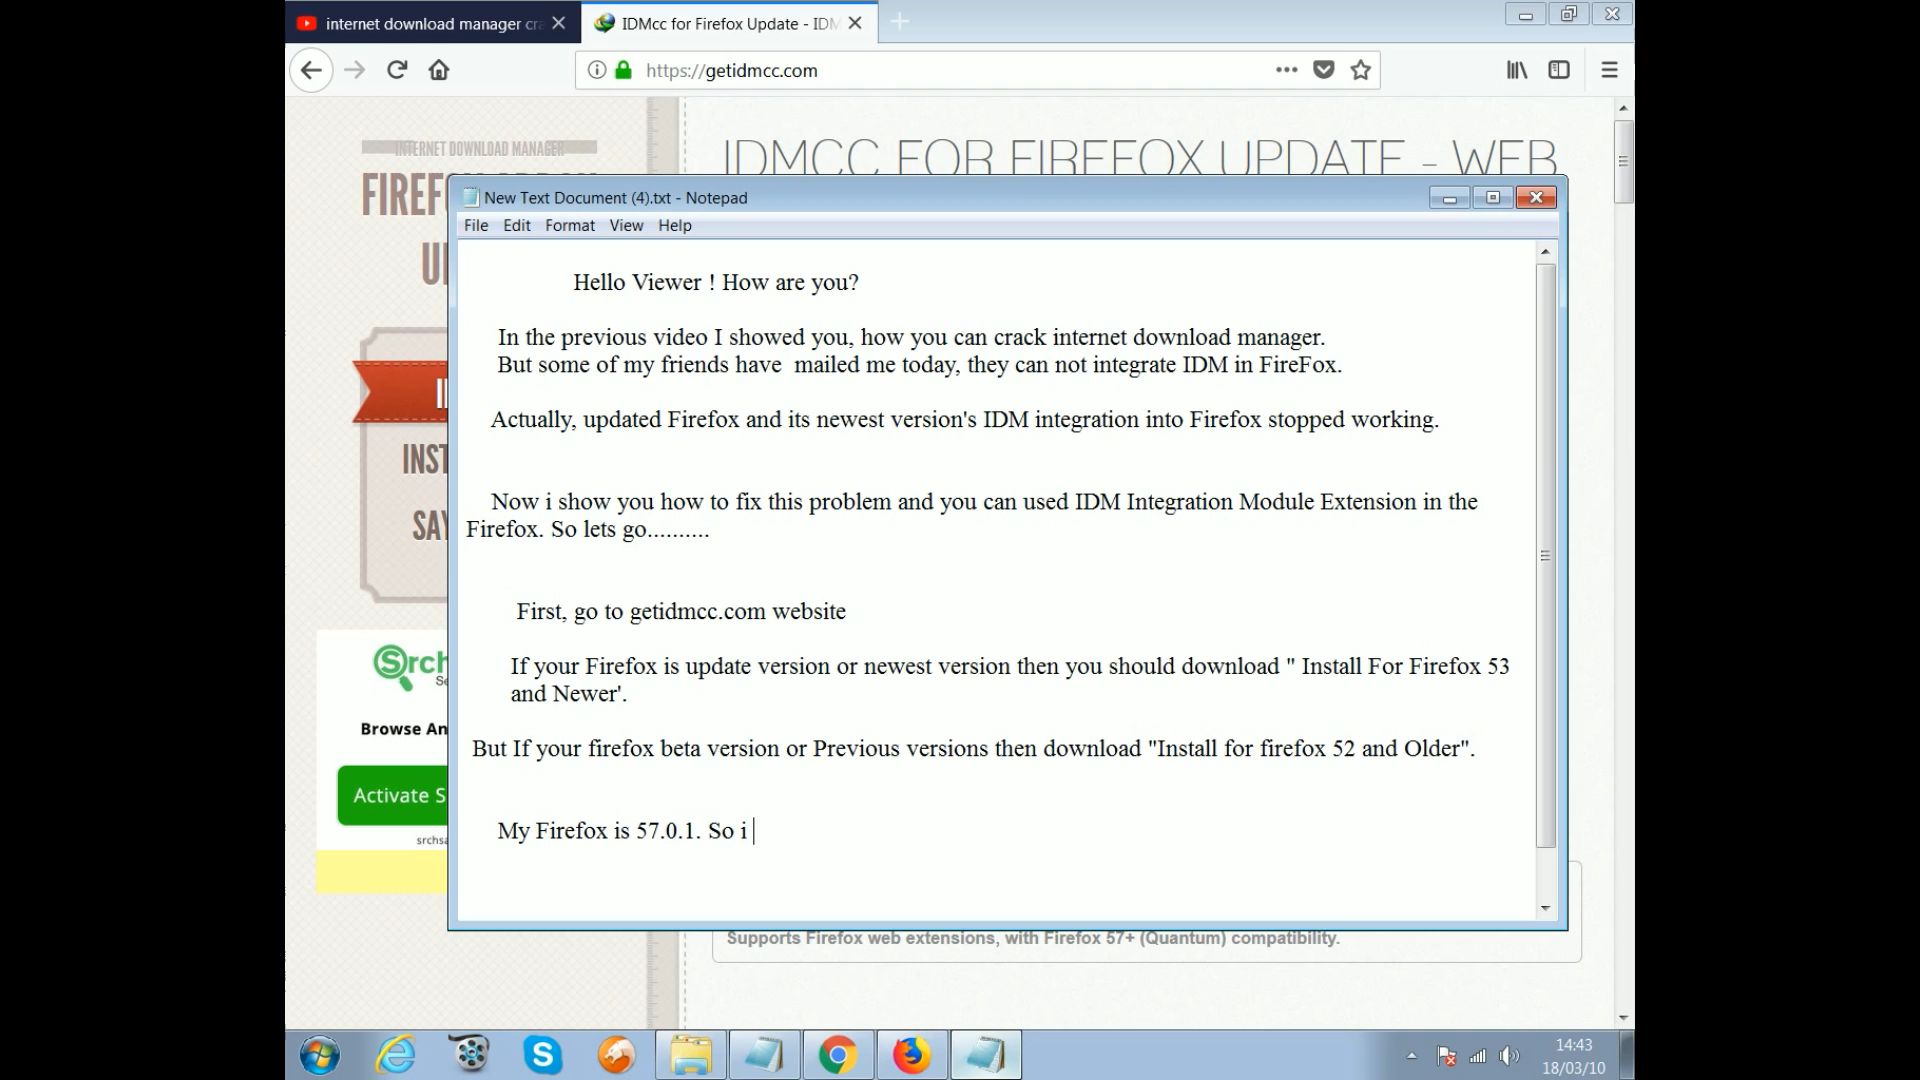 internet download manager cra
IDMcc for Firefox Update - IDM
https://getidmcc.com
INTERNET DOWNLOAD MANAGER
IDMCC FOR FIREFOX UPDATE - WEB
New Text Document (4).txt - Notepad
File Edit Format View Help
Hello Viewer ! How are you?
In the previous video I showed you, how you can crack internet download manager.
But some of my friends have  mailed me today, they can not integrate IDM in FireFox.
Actually, updated Firefox and its newest version's IDM integration into Firefox stopped working.
Now i show you how to fix this problem and you can used IDM Integration Module Extension in the
Firefox. So lets go..........
First, go to getidmcc.com website
If your Firefox is update version or newest version then you should download " Install For Firefox 53
and Newer'.
But If your firefox beta version or Previous versions then download "Install for firefox 52 and Older".
My Firefox is 57.0.1. So i
Browse An
Activate S
srchs
Supports Firefox web extensions, with Firefox 57+ (Quantum) compatibility.
14:43
18/03/10